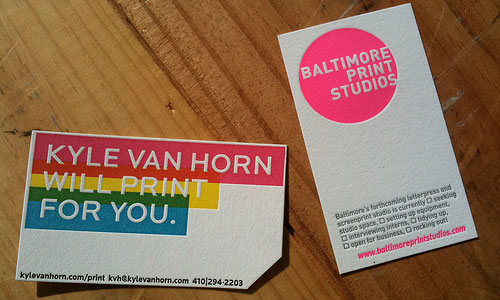 KYLE VAN HORN
WILL PRINT
FOR YOU.
kylevanhorn.com/print kvh@kylevanhorn.com 410|294-2203
BALTIMORE
PRINT
STUDIOS
Baltimore's forthcoming letterpress and
screenprint studio is currently ☐ seeking
studio space, ☐ setting up equipment,
☐ interviewing interns, ☐ tidying up,
☐ open for business, ☐ rocking out!
www.baltimoreprintstudios.com